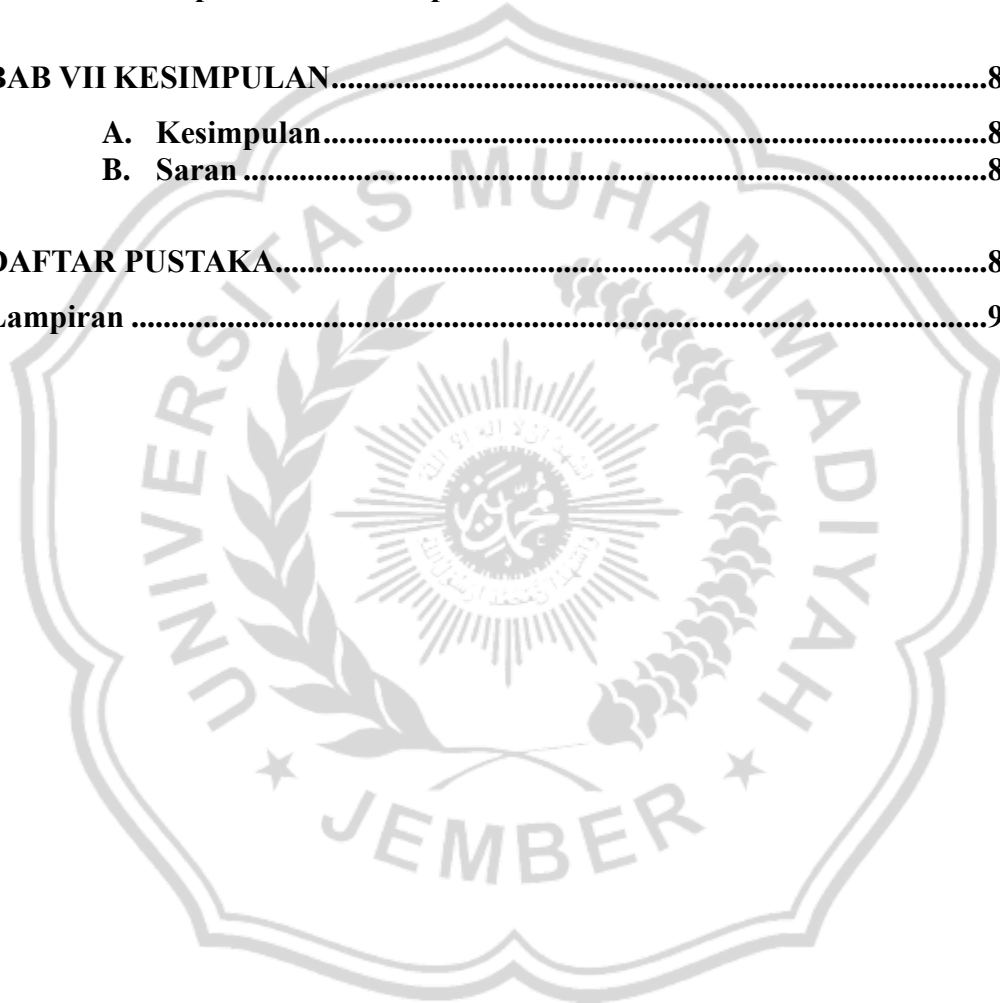 BAB VII KESIMPULAN..........8
A. Kesimpulan..........8
B. Saran ..........8
DAFTAR PUSTAKA..........8
Lampiran ..........9
UNIVERSITAS MUHAMMADIYAH
JEMBER